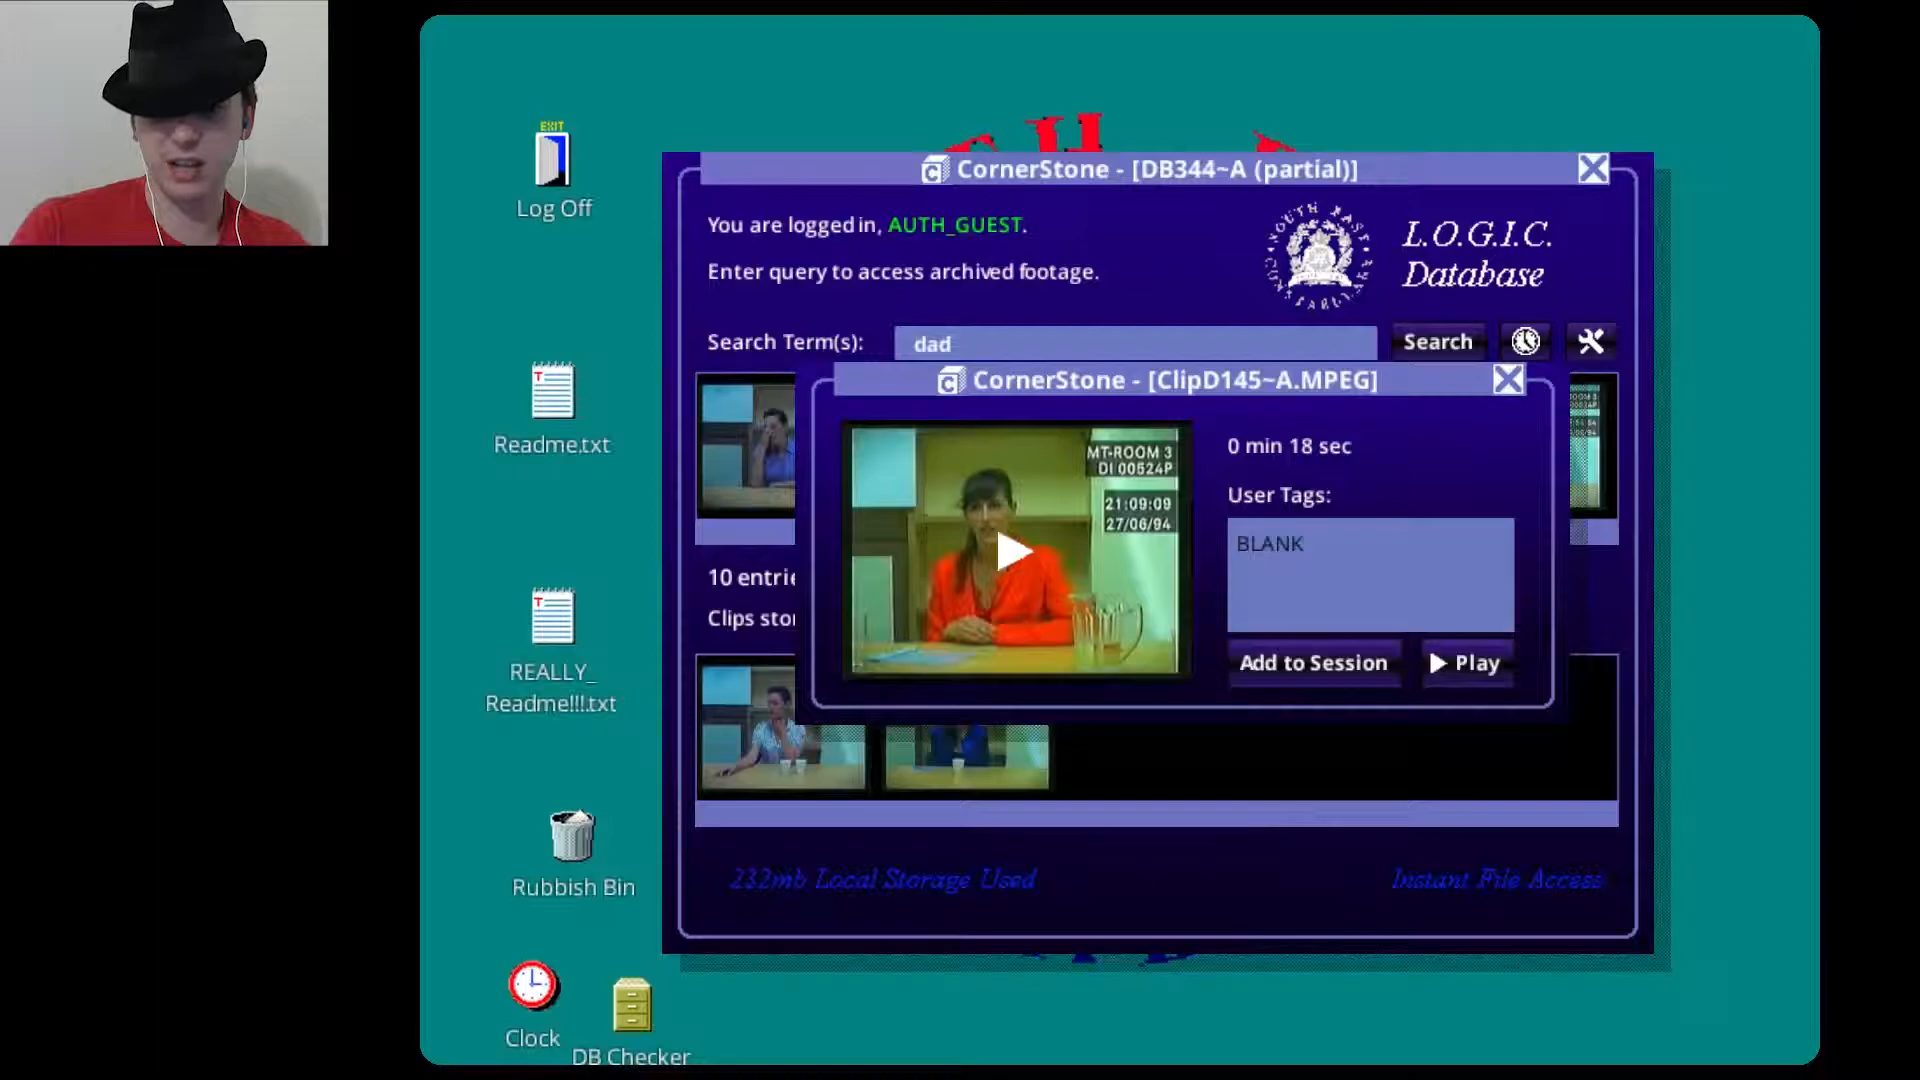 EXIT
Log Off
Readme.txt
REALLY_
Readme!!!.txt
Rubbish Bin
Clock
DB Checker
CornerStone - [DB344~A (partial)]
You are logged in, AUTH_GUEST.
Enter query to access archived footage.
L.O.G.I.C.
Database
Search Term(s):
dad
Search
CornerStone - [ClipD145~A.MPEG]
MT-ROOM 3
DI 00524P
21:09:09
27/06/94
0 min 18 sec
User Tags:
BLANK
Add to Session
Play
10 entrie
Clips sto
232mb Local Storage Used
Instant File Access